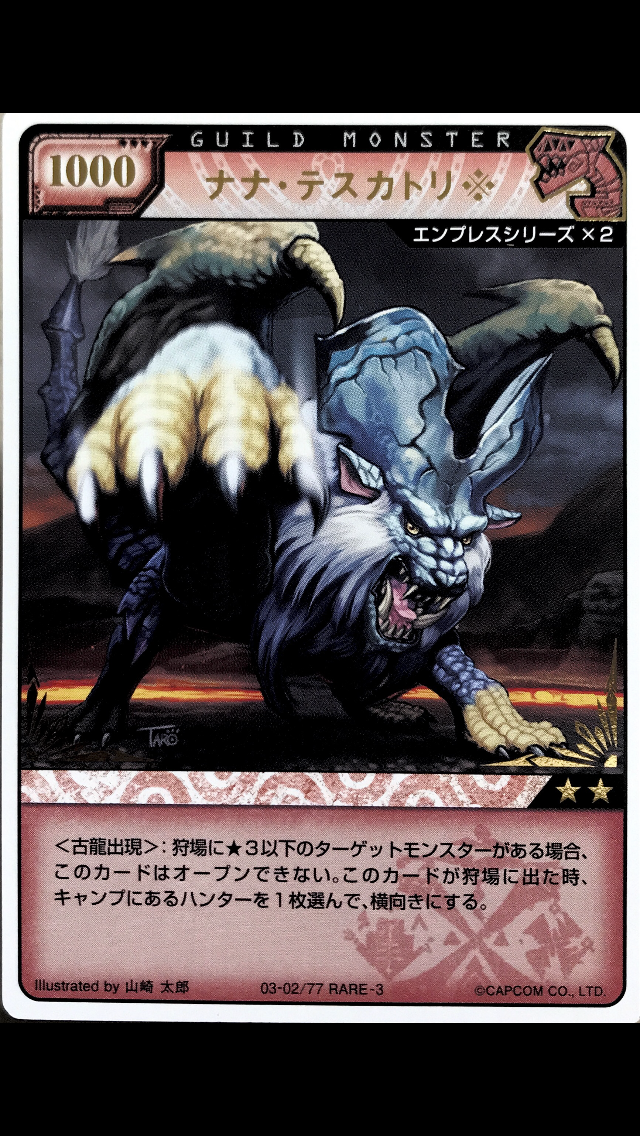 GUILD MONSTER
1000
ナナ・テスカトリ※
エンプレスシリーズ×2
TARO
★★
＜古龍出現＞：狩場に★3以下のターゲットモンスターがある場合、
このカードはオープンできない。このカードが狩場に出た時、
キャンプにあるハンターを1枚選んで、横向きにする。
Illustrated by 山崎 太郎
03-02/77 RARE-3
©CAPCOM CO., LTD.